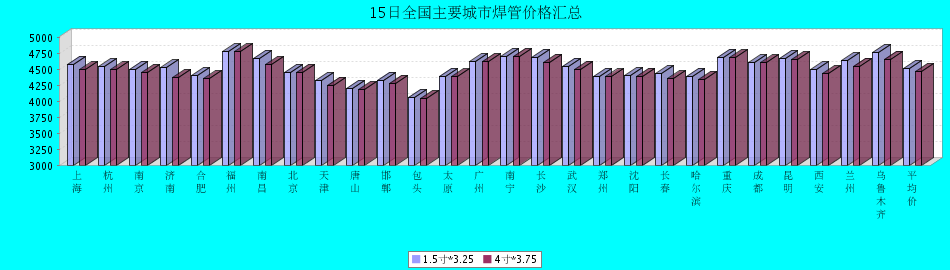 15日全国主要城市焊管价格汇总
5000
4750
4500
4250
4000
3750
3500
3250
3000
上海
杭州
南京
济南
合肥
福州
南昌
北京
天津
唐山
邯郸
包头
太原
广州
南宁
长沙
武汉
郑州
沈阳
长春
哈尔滨
重庆
成都
昆明
西安
兰州
乌鲁木齐
平均价
1.5寸*3.25
4寸*3.75